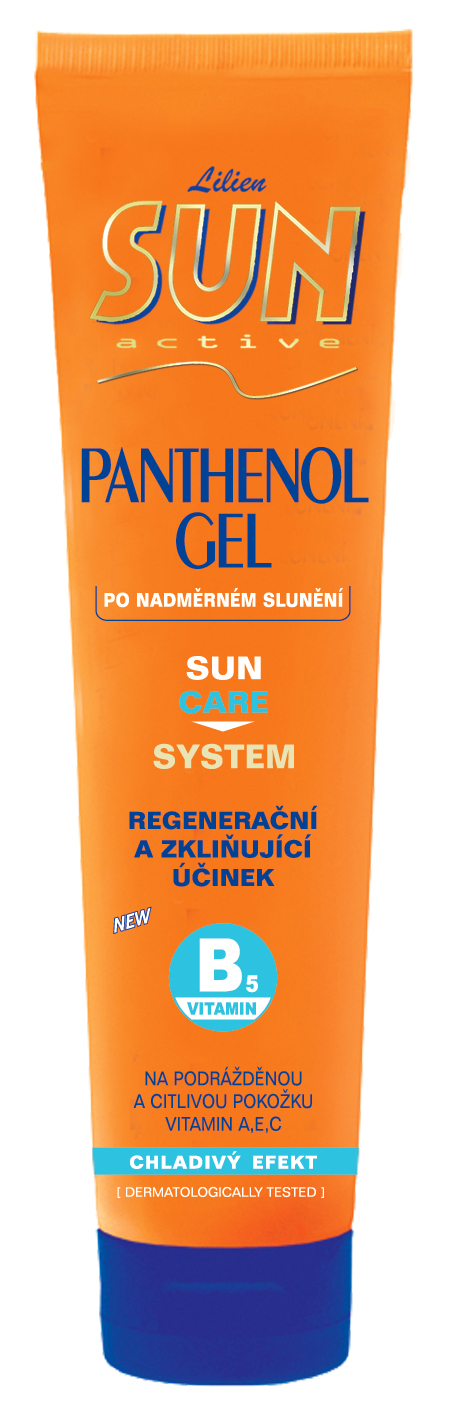 Lilien
SUN
active
PANTHENOL
GEL
PO NADMĚRNÉM SLUNĚNÍ
SUN
CARE
SYSTEM
REGENERAČNÍ
A ZKLIŇUJÍCÍ
ÚČINEK
NEW
B5
VITAMIN
NA PODRÁŽDĚNOU
A CITLIVOU POKOŽKU
VITAMIN A,E,C
CHLADIVÝ EFEKT
[ DERMATOLOGICALLY TESTED ]